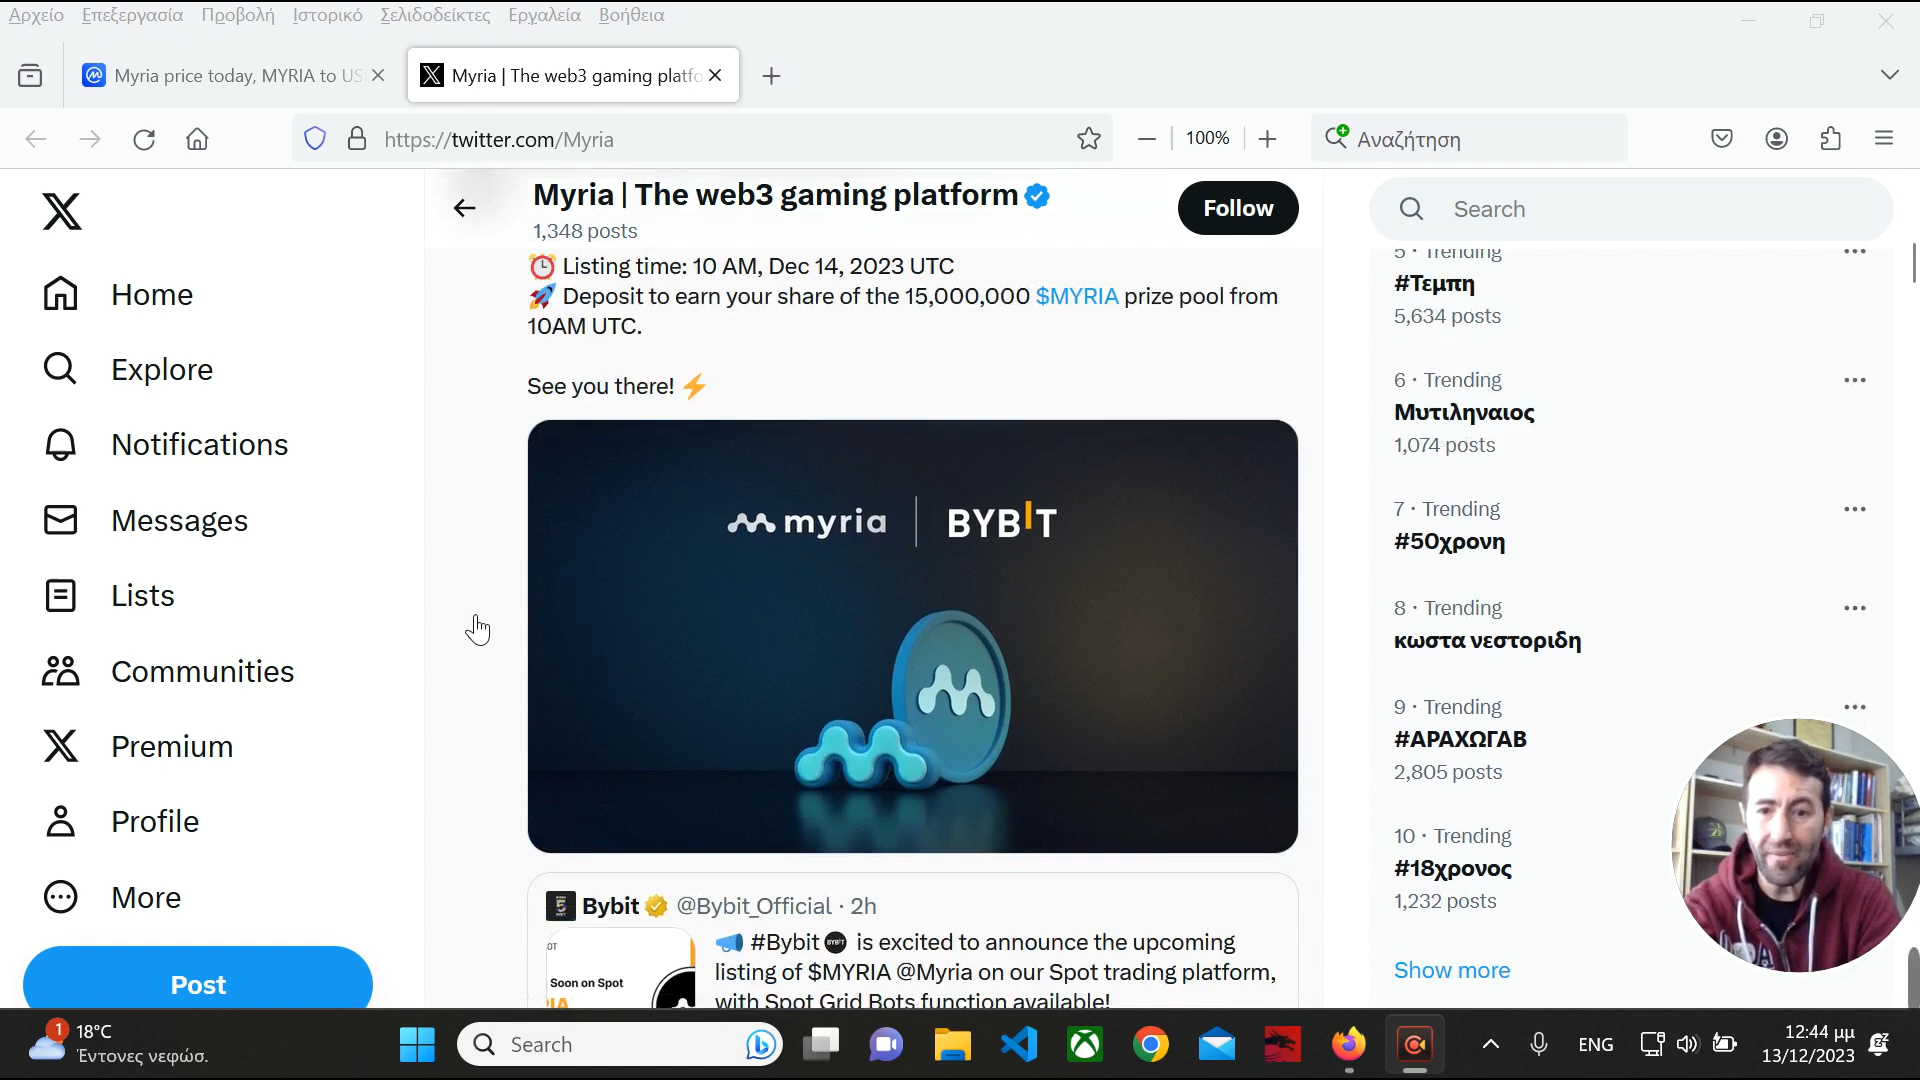 Αρχείο Επεξεργασία Προβολή Ιστορικό Σελιδοδείκτες Εργαλεία Βοήθεια
Myria price today, MYRIA to US
Myria | The web3 gaming platfo
https://twitter.com/Myria
100%
Αναζήτηση
Home
Explore
Notifications
Messages
Lists
Communities
Premium
Profile
More
Post
Myria | The web3 gaming platform
1,348 posts
Follow
⏰ Listing time: 10 AM, Dec 14, 2023 UTC
🚀 Deposit to earn your share of the 15,000,000 $MYRIA prize pool from
10AM UTC.
See you there! ⚡
myria | BYBIT
Bybit @Bybit_Official · 2h
📣 #Bybit is excited to announce the upcoming
listing of $MYRIA @Myria on our Spot trading platform,
with Spot Grid Bots function available!
Soon on Spot
Search
5 · Trending
#Τεμπη
5,634 posts
6 · Trending
Μυτιληναιος
1,074 posts
7 · Trending
#50χρονη
8 · Trending
κωστα νεστοριδη
9 · Trending
#ΑΡΑΧΩΓΑΒ
2,805 posts
10 · Trending
#18χρονος
1,232 posts
Show more
1
18°C
Έντονες νεφώσ.
Search
ENG
12:44 μμ
13/12/2023